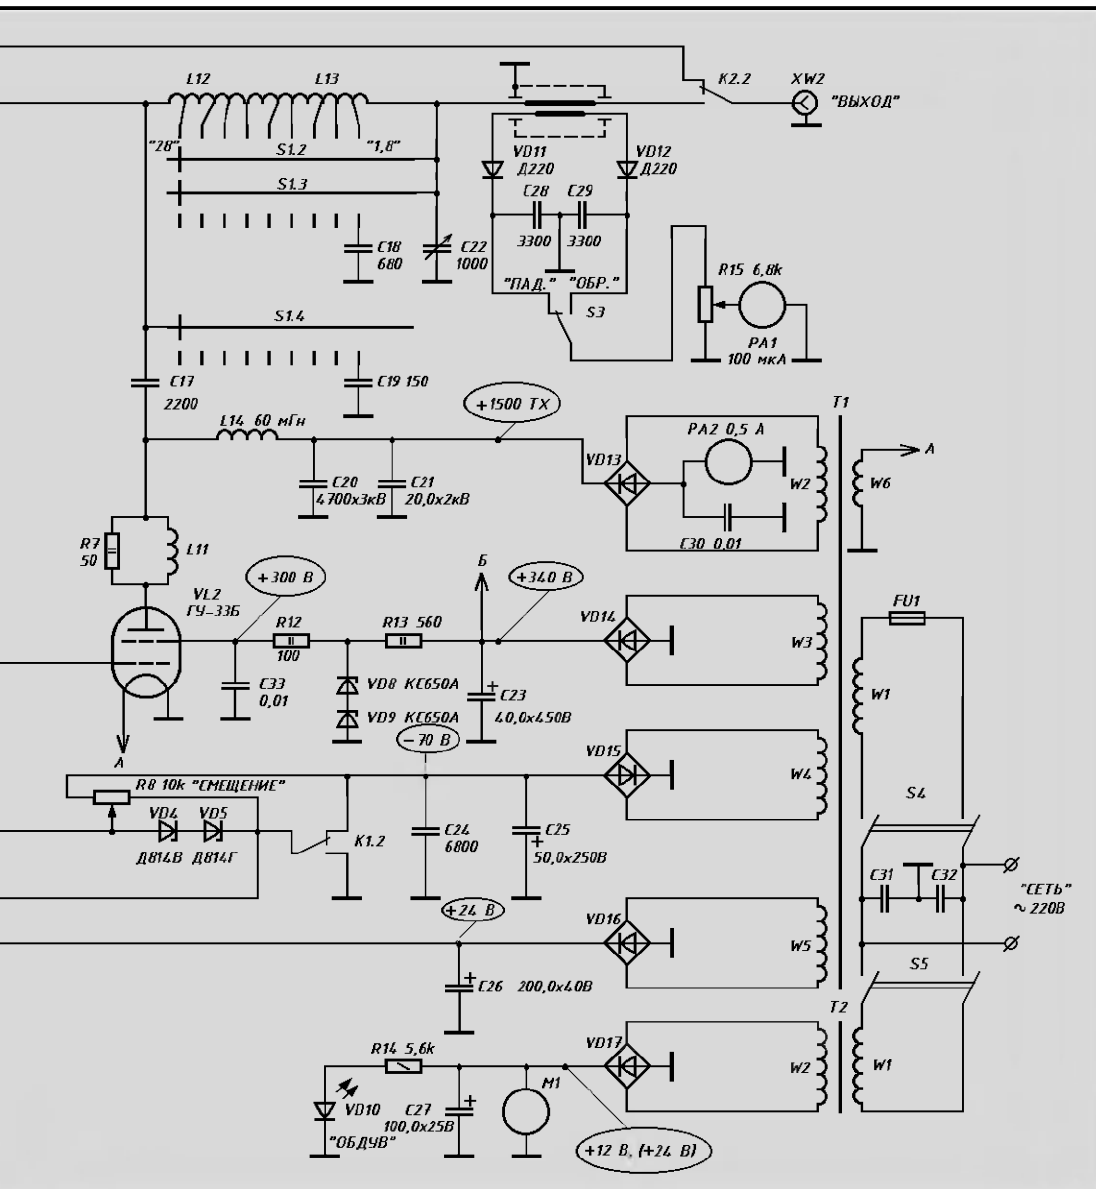 L12
L13
K2.2
XW2
"ВЫХОД"
"28"
S1.2
"1,8"
VD11
Д220
VD12
Д220
S1.3
C28
C29
3300
3300
C18
680
C22
1000
"ПАД."
"ОБР."
S3
R15 6,8k
PA1
100 мкА
S1.4
C17
2200
C19 150
+1500 TX
L14 60 мГн
T1
PA2 0,5 A
VD13
W2
W6
A
C20
4700x3кВ
C21
20,0x2кВ
C30 0,01
R7
50
L11
Б
VL2
ГУ-33Б
+300 В
+340 В
R12
100
R13 560
VD14
W3
FU1
C33
0,01
VD8 КС650А
VD9 КС650А
C23
40,0x450В
W1
A
-70 В
VD15
W4
R8 10k "СМЕЩЕНИЕ"
VD4
Д814В
VD5
Д814Г
K1.2
C24
6800
C25
50,0x250В
S4
C31
C32
"СЕТЬ"
~ 220В
+24 В
VD16
W5
C26 200,0x40В
S5
T2
R14 5,6k
VD17
W2
W1
VD10
"ОБДУВ"
C27
100,0x25В
M1
+12 В, (+24 В)